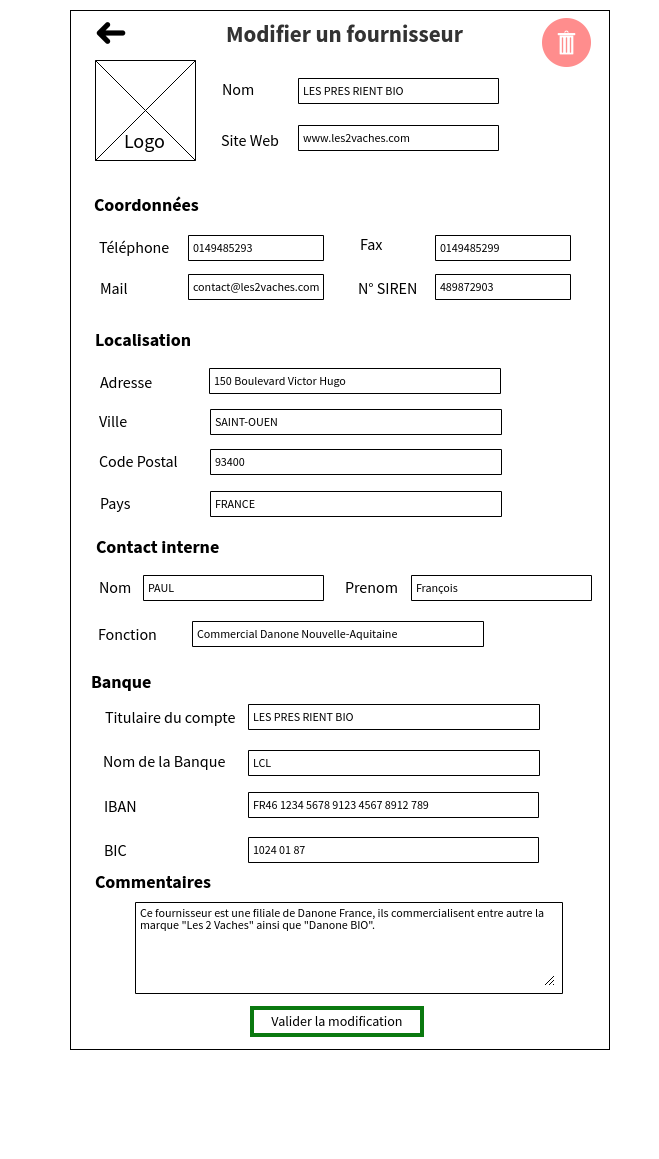 Modifier un fournisseur
Logo
Nom LES PRES RIENT BIO
Site Web www.les2vaches.com
Coordonnées
Téléphone 0149485293 Fax 0149485299
Mail contact@les2vaches.com N° SIREN 489872903
Localisation
Adresse 150 Boulevard Victor Hugo
Ville SAINT-OUEN
Code Postal 93400
Pays FRANCE
Contact interne
Nom PAUL Prenom François
Fonction Commercial Danone Nouvelle-Aquitaine
Banque
Titulaire du compte LES PRES RIENT BIO
Nom de la Banque LCL
IBAN FR46 1234 5678 9123 4567 8912 789
BIC 1024 01 87
Commentaires
Ce fournisseur est une filiale de Danone France, ils commercialisent entre autre la
marque "Les 2 Vaches" ainsi que "Danone BIO".
Valider la modification